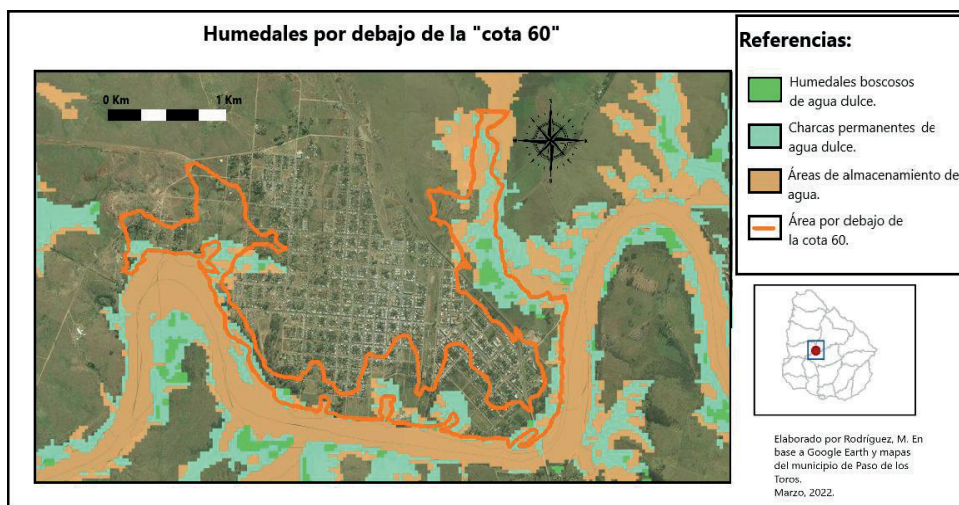 Humedales por debajo de la "cota 60"
0 Km
1 Km
Referencias:
Humedales boscosos
de agua dulce.
Charcas permanentes de
agua dulce.
Áreas de almacenamiento de
agua.
Área por debajo de
la cota 60.
Elaborado por Rodríguez, M. En
base a Google Earth y mapas
del municipio de Paso de los
Toros.
Marzo, 2022.